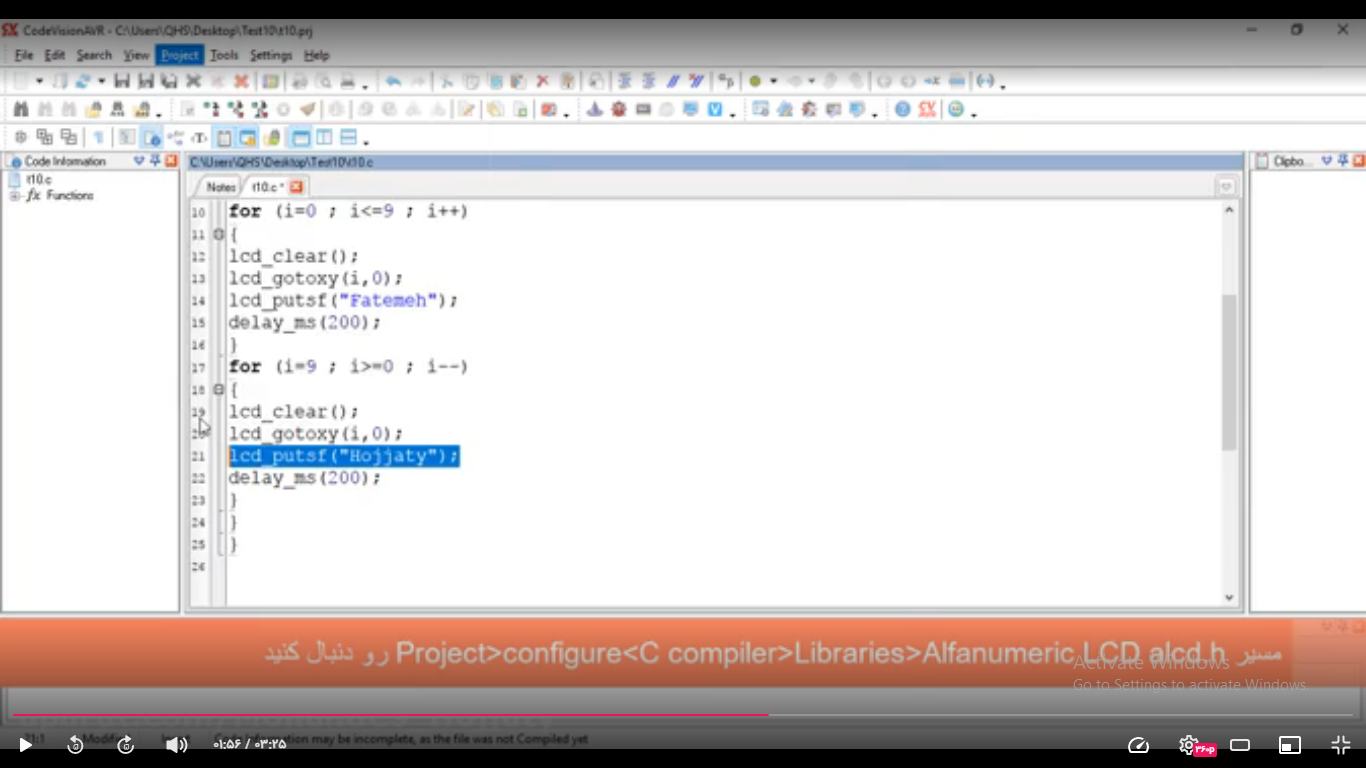 CodeVisionAVR - C:\Users\QHS\Desktop\Test10\t10.prj
File Edit Search View Project Tools Settings Help
Code Information
C:\Users\QHS\Desktop\Test10\t10.c
Clipbo...
t10.c
Functions
Notes t10.c *
10 for (i=0 ; i<=9 ; i++)
11 {
12 lcd_clear();
13 lcd_gotoxy(i,0);
14 lcd_putsf("Fatemeh");
15 delay_ms(200);
16 }
17 for (i=9 ; i>=0 ; i--)
18 {
19 lcd_clear();
20 lcd_gotoxy(i,0);
21 lcd_putsf("Hojjaty");
22 delay_ms(200);
23 }
24 }
25 }
26
مسیر Project>configure<C compiler>Libraries>Alfanumeric LCD alcd.h رو دنبال کنید
Activate Windows
Go to Settings to activate Windows.
۰۱:۵۶ / ۰۳:۲۵
may be incomplete, as the file was not Compiled yet
۳۶۰p